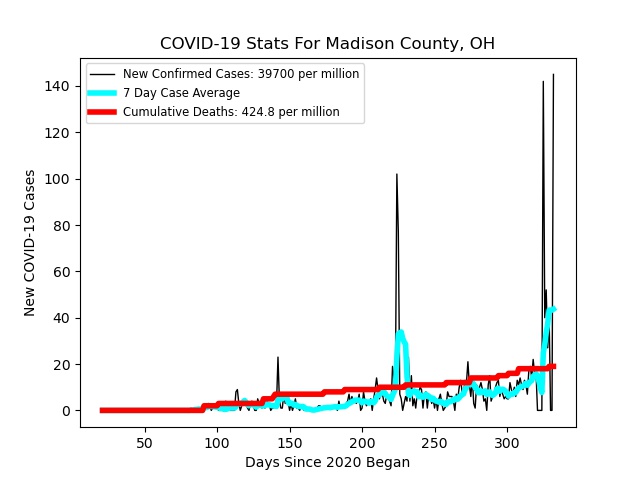 COVID-19 Stats For Madison County, OH
New Confirmed Cases: 39700 per million
7 Day Case Average
Cumulative Deaths: 424.8 per million
New COVID-19 Cases
140
120
100
80
60
40
20
0
50
100
150
200
250
300
Days Since 2020 Began